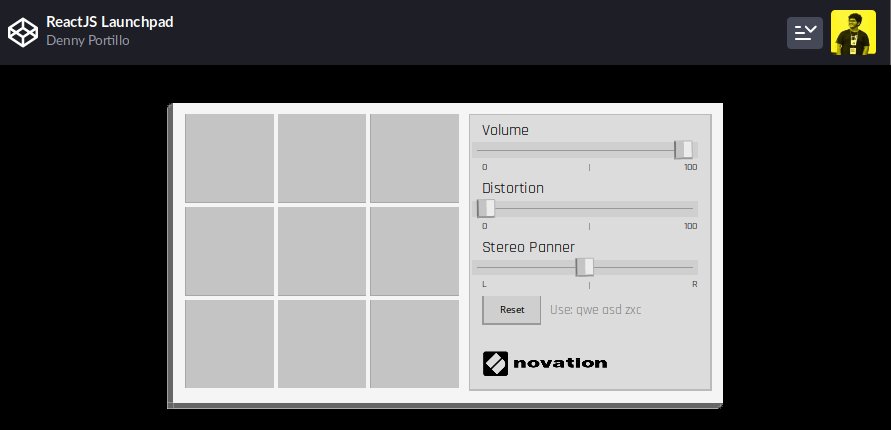 ReactJS Launchpad
Denny Portillo
Volume
0 | 100
Distortion
0 | 100
Stereo Panner
L | R
Reset Use: qwe asd zxc
novation